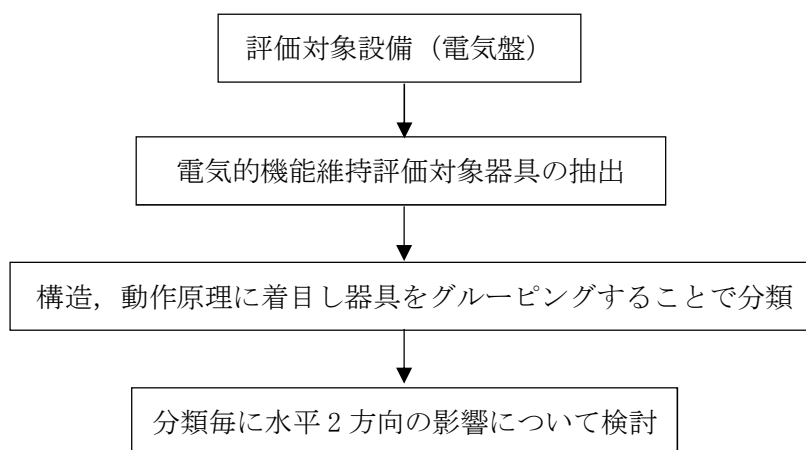 評価対象設備（電気盤）
電気的機能維持評価対象器具の抽出
構造，動作原理に着目し器具をグルーピングすることで分類
分類毎に水平２方向の影響について検討